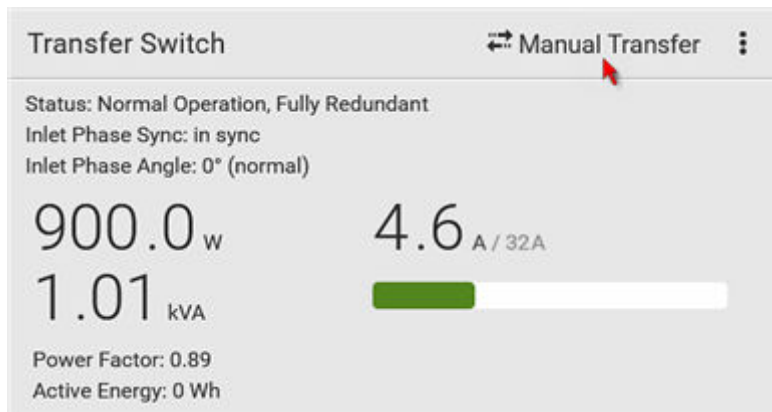 Transfer Switch
Manual Transfer
Status: Normal Operation, Fully Redundant
Inlet Phase Sync: in sync
Inlet Phase Angle: 0° (normal)
900.0 W
4.6 A / 32A
1.01 kVA
Power Factor: 0.89
Active Energy: 0 Wh